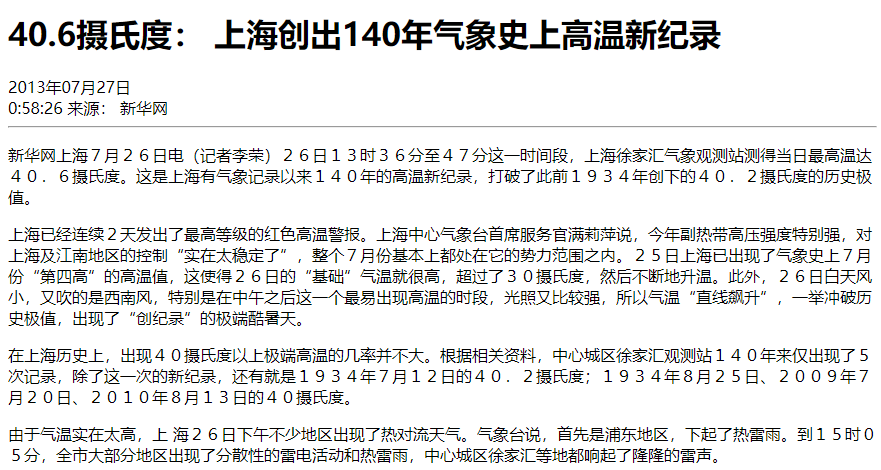 40.6摄氏度： 上海创出140年气象史上高温新纪录
2013年07月27日
0:58:26 来源： 新华网
新华网上海７月２６日电（记者李荣）２６日１３时３６分至４７分这一时间段，上海徐家汇气象观测站测得当日最高温达
４０．６摄氏度。这是上海有气象记录以来１４０年的高温新纪录，打破了此前１９３４年创下的４０．２摄氏度的历史极
值。
上海已经连续２天发出了最高等级的红色高温警报。上海中心气象台首席服务官满莉萍说，今年副热带高压强度特别强，对
上海及江南地区的控制“实在太稳定了”，整个７月份基本上都处在它的势力范围之内。２５日上海已出现了气象史上７月
份“第四高”的高温值，这使得２６日的“基础”气温就很高，超过了３０摄氏度，然后不断地升温。此外，２６日白天风
小，又吹的是西南风，特别是在中午之后这一个最易出现高温的时段，光照又比较强，所以气温“直线飙升”，一举冲破历
史极值，出现了“创纪录”的极端酷暑天。
在上海历史上，出现４０摄氏度以上极端高温的几率并不大。根据相关资料，中心城区徐家汇观测站１４０年来仅出现了５
次记录，除了这一次的新纪录，还有就是１９３４年７月１２日的４０．２摄氏度；１９３４年８月２５日、２００９年７
月２０日、２０１０年８月１３日的４０摄氏度。
由于气温实在太高，上 海２６日下午不少地区出现了热对流天气。气象台说，首先是浦东地区，下起了热雷雨。到１５时０
５分，全市大部分地区出现了分散性的雷电活动和热雷雨，中心城区徐家汇等地都响起了隆隆的雷声。